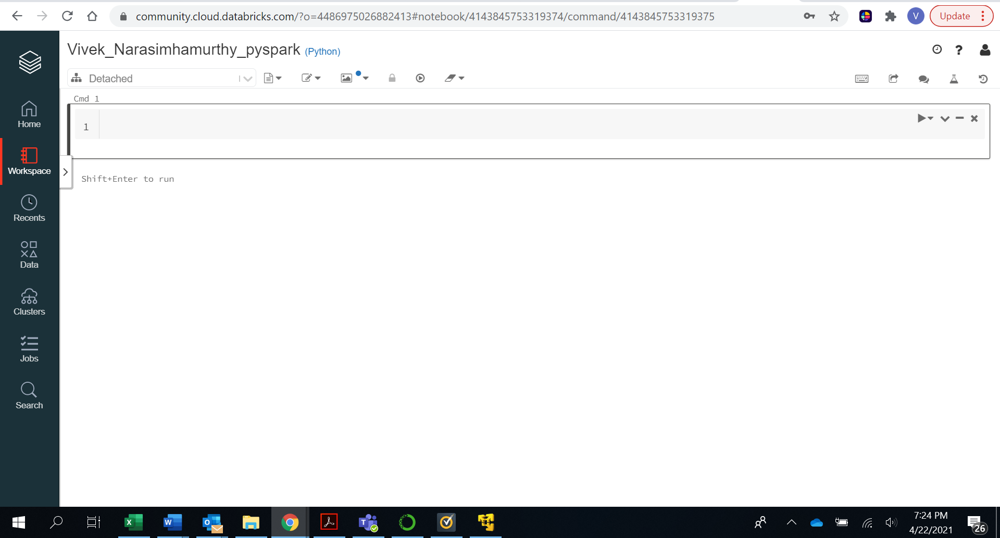 community.cloud.databricks.com/?o=4486975026882413#notebook/4143845753319374/command/4143845753319375
V
Update
Vivek_Narasimhamurthy_pyspark (Python)
?
Detached
Cmd 1
1
Home
Workspace
Shift+Enter to run
Recents
Data
Clusters
Jobs
Search
X
W
O
T
7:24 PM
4/22/2021
26